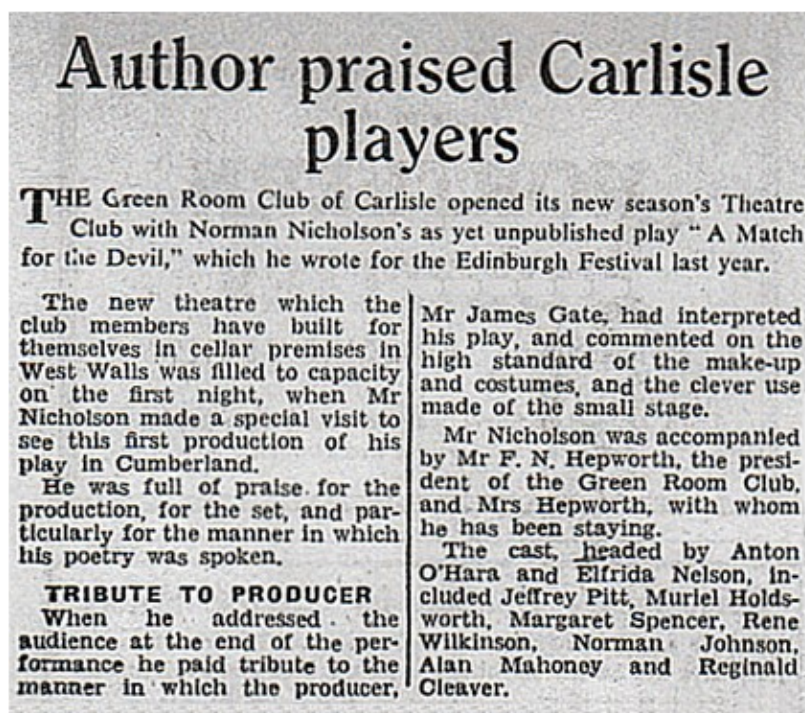 Author praised Carlisle
players
THE Green Room Club of Carlisle opened its new season's Theatre
Club with Norman Nicholson's as yet unpublished play "A Match
for the Devil," which he wrote for the Edinburgh Festival last year.
The new theatre which the
club members have built for
themselves in cellar premises in
West Walls was filled to capacity
on the first night, when Mr
Nicholson made a special visit to
see this first production of his
play in Cumberland.
He was full of praise for the
production, for the set, and par-
ticularly for the manner in which
his poetry was spoken.
TRIBUTE TO PRODUCER
When he addressed the
audience at the end of the per-
formance he paid tribute to the
manner in which the producer,
Mr James Gate, had interpreted
his play, and commented on the
high standard of the make-up
and costumes, and the clever use
made of the small stage.
Mr Nicholson was accompanied
by Mr F. N. Hepworth, the presi-
dent of the Green Room Club,
and Mrs Hepworth, with whom
he has been staying.
The cast, headed by Anton
O'Hara and Elfrida Nelson, in-
cluded Jeffrey Pitt, Muriel Holds-
worth, Margaret Spencer, Rene
Wilkinson, Norman Johnson,
Alan Mahoney and Reginald
Cleaver.